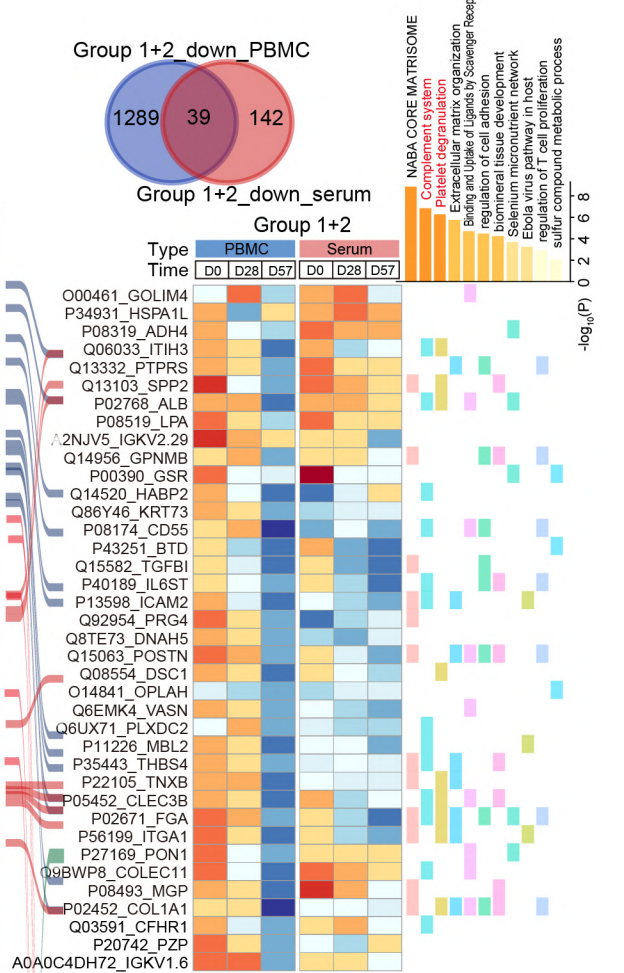 Group 1+2_down_PBMC
1289
39
142
Group 1+2_down_serum
NABA CORE MATRISOME
Complement system
Platelet degranulation
Extracellular matrix organization
Binding and Uptake of Ligands by Scavenger Recep
regulation of cell adhesion
biomineral tissue development
Selenium micronutrient network
Ebola virus pathway in host
regulation of T cell proliferation
sulfur compound metabolic process
8
6
4
2
0
-log10(P)
Group 1+2
Type PBMC Serum
Time D0 D28 D57 D0 D28 D57
O00461_GOLIM4
P34931_HSPA1L
P08319_ADH4
Q06033_ITIH3
Q13332_PTPRS
Q13103_SPP2
P02768_ALB
P08519_LPA
A2NJV5_IGKV2.29
Q14956_GPNMB
P00390_GSR
Q14520_HABP2
Q86Y46_KRT73
P08174_CD55
P43251_BTD
Q15582_TGFBI
P40189_IL6ST
P13598_ICAM2
Q92954_PRG4
Q8TE73_DNAH5
Q15063_POSTN
Q08554_DSC1
O14841_OPLAH
Q6EMK4_VASN
Q6UX71_PLXDC2
P11226_MBL2
P35443_THBS4
P22105_TNXB
P05452_CLEC3B
P02671_FGA
P56199_ITGA1
P27169_PON1
Q9BWP8_COLEC11
P08493_MGP
P02452_COL1A1
Q03591_CFHR1
P20742_PZP
A0A0C4DH72_IGKV1.6